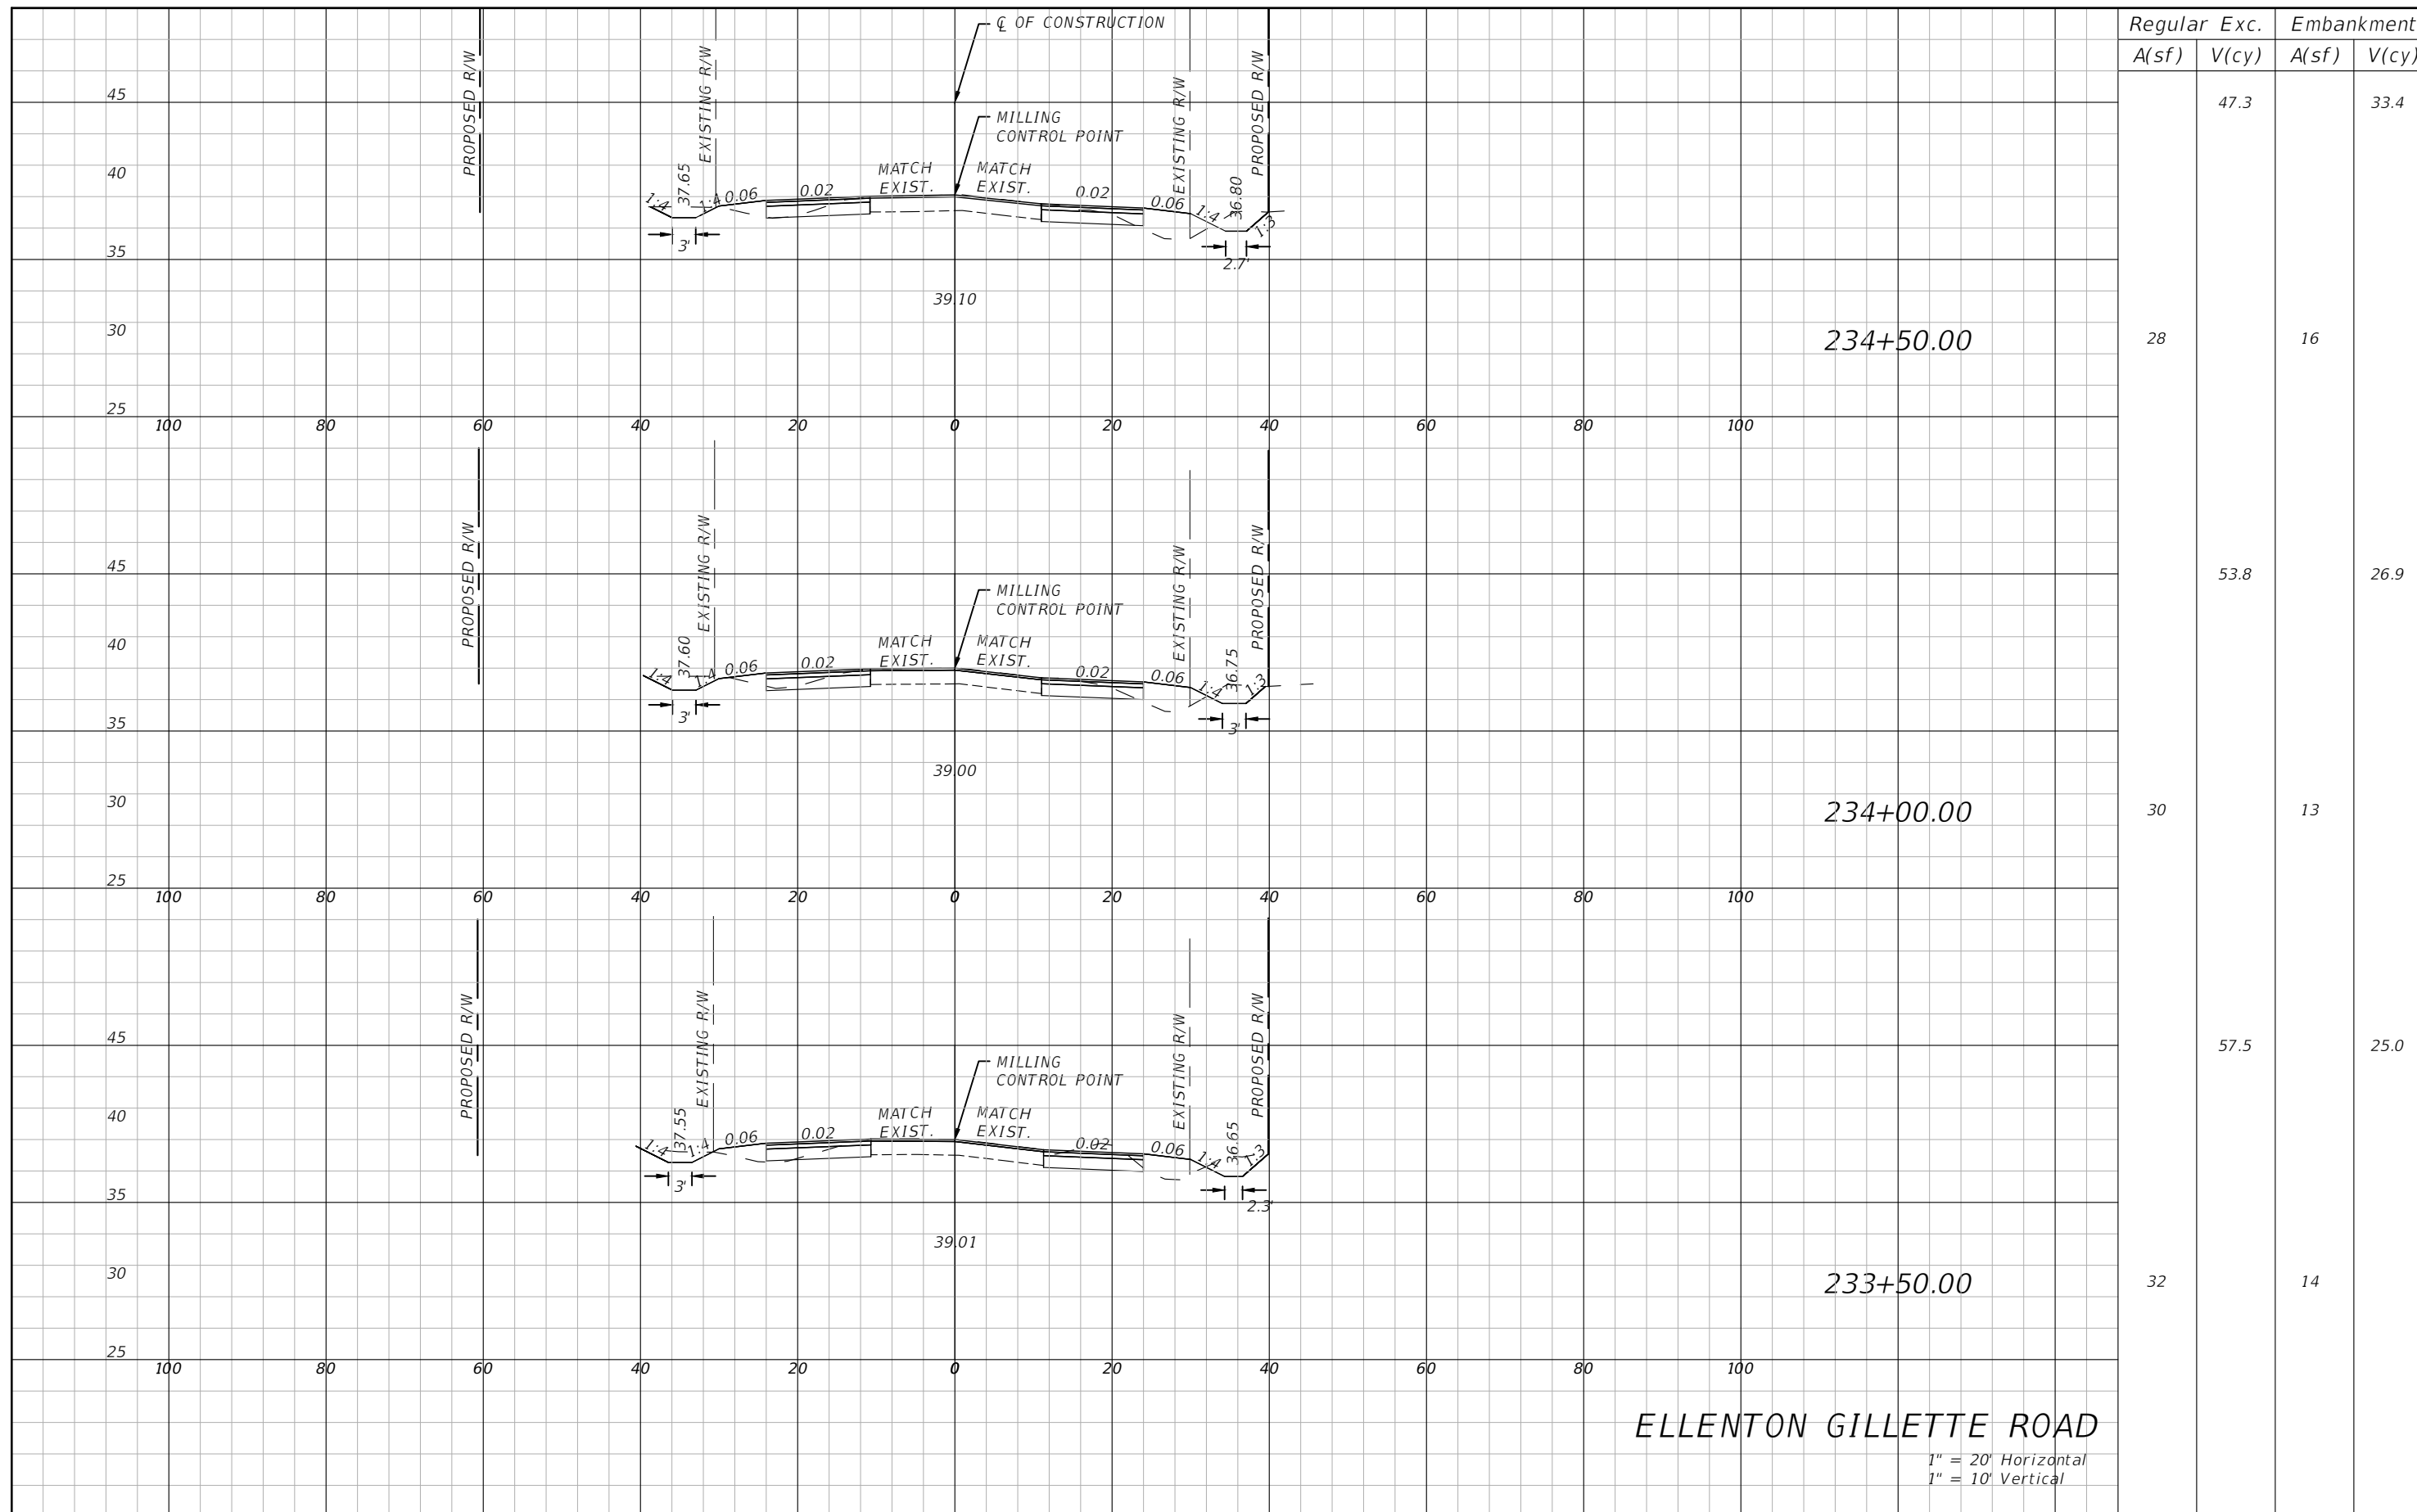 Regular Exc. Embankment
A(sf) V(cy) A(sf) V(cy)
℄ OF CONSTRUCTION
PROPOSED R/W
EXISTING R/W
EXISTING R/W
PROPOSED R/W
45
47.3 33.4
MILLING
CONTROL POINT
40
MATCH
EXIST.
MATCH
EXIST.
1:4
37.65
1:4
0.06
0.02
0.02
0.06
1:4
36.80
1:3
3'
2.7'
35
39.10
30
234+50.00
28 16
25
100 80 60 40 20 0 20 40 60 80 100
PROPOSED R/W
EXISTING R/W
EXISTING R/W
PROPOSED R/W
45
53.8 26.9
MILLING
CONTROL POINT
40
MATCH
EXIST.
MATCH
EXIST.
1:4
37.60
1:4
0.06
0.02
0.02
0.06
1:4
36.75
1:3
3'
3'
35
39.00
30
234+00.00
30 13
25
100 80 60 40 20 0 20 40 60 80 100
PROPOSED R/W
EXISTING R/W
EXISTING R/W
PROPOSED R/W
45
57.5 25.0
MILLING
CONTROL POINT
40
MATCH
EXIST.
MATCH
EXIST.
1:4
37.55
1:4
0.06
0.02
0.02
0.06
1:4
36.65
1:3
3'
2.3'
35
39.01
30
233+50.00
32 14
25
100 80 60 40 20 0 20 40 60 80 100
ELLENTON GILLETTE ROAD
1" = 20' Horizontal
1" = 10' Vertical